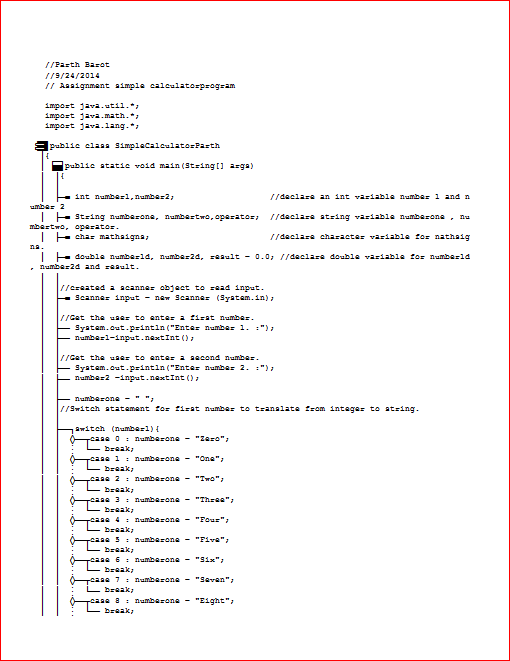 //Parth Barot
//9/24/2014
// Assignment simple calculatorprogram
import java.util.*;
import java.math.*;
import java.lang.*;
public class SimpleCalculatorParth
{
public static void main(String[] args)
{
int number1,number2; //declare an int variable number 1 and n
umber 2
String numberone, numbertwo,operator; //declare string variable numberone , nu
mbertwo, operator.
char mathsigns; //declare character variable for mathsig
ns.
double number1d, number2d, result = 0.0; //declare double variable for number1d
, number2d and result.
//created a scanner object to read input.
Scanner input = new Scanner (System.in);
//Get the user to enter a first number.
System.out.println("Enter number 1. :");
number1=input.nextInt();
//Get the user to enter a second number.
System.out.println("Enter number 2. :");
number2 =input.nextInt();
numberone = " ";
//Switch statement for first number to translate from integer to string.
switch (number1){
case 0 : numberone = "Zero";
break;
case 1 : numberone = "One";
break;
case 2 : numberone = "Two";
break;
case 3 : numberone = "Three";
break;
case 4 : numberone = "Four";
break;
case 5 : numberone = "Five";
break;
case 6 : numberone = "Six";
break;
case 7 : numberone = "Seven";
break;
case 8 : numberone = "Eight";
break;